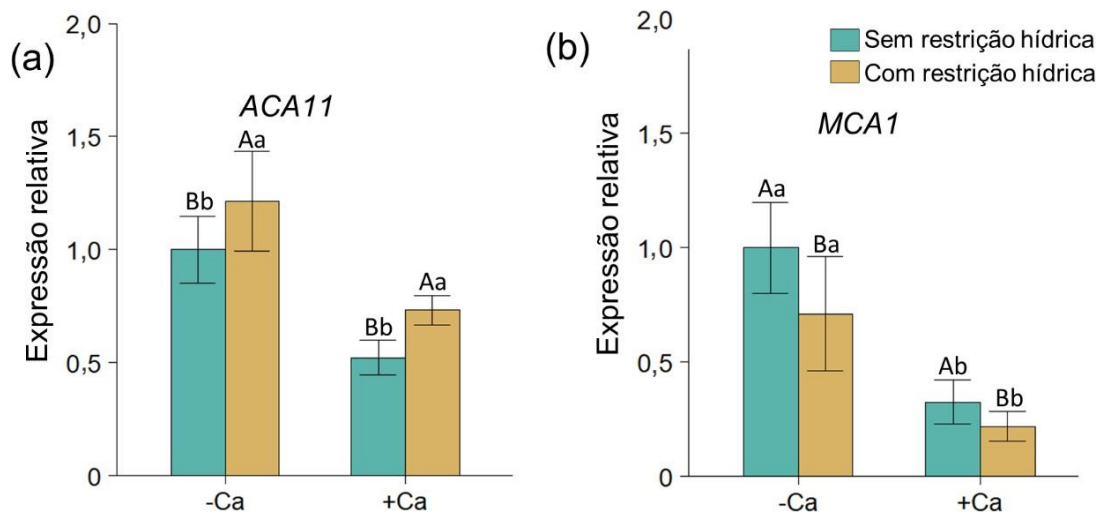 (a)
ACA11
Expressão relativa
2,0
1,5
1,0
0,5
0
Bb
Aa
Bb
Aa
-Ca
+Ca
(b)
Sem restrição hídrica
Com restrição hídrica
MCA1
Expressão relativa
2,0
1,5
1,0
0,5
0
Aa
Ba
Ab
Bb
-Ca
+Ca